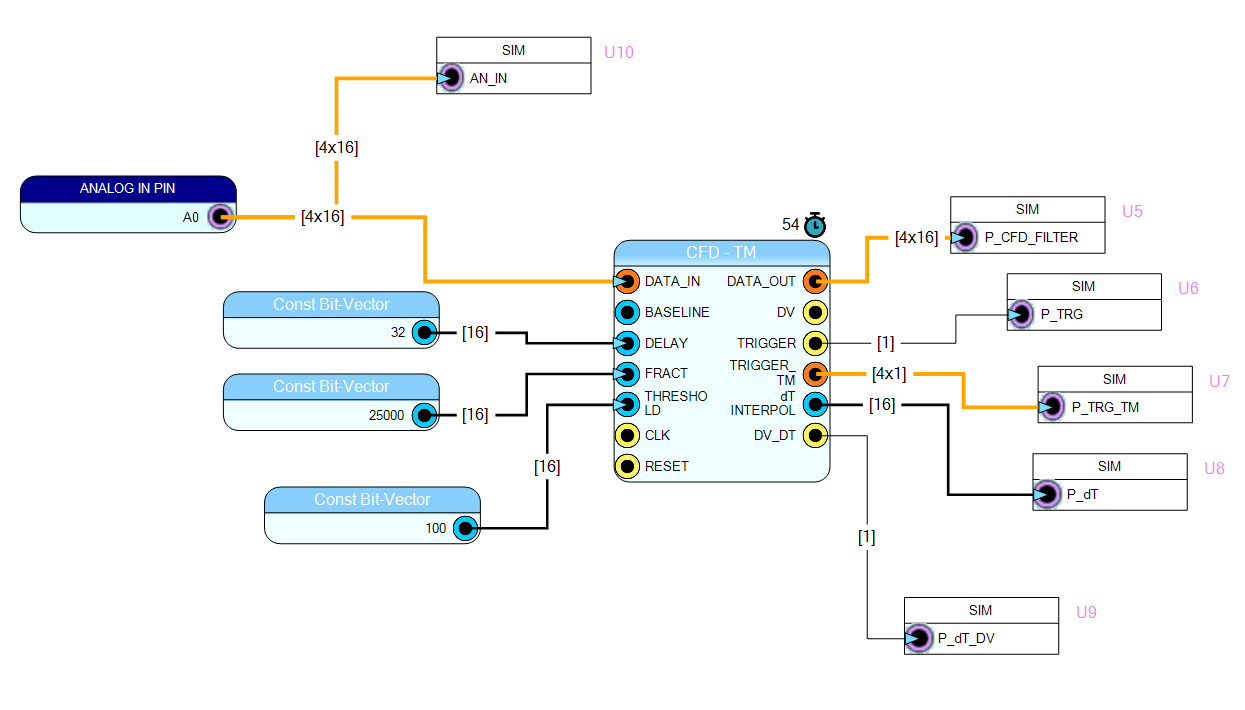 SIM
U10
AN_IN
[4x16]
ANALOG IN PIN
A0
[4x16]
Const Bit-Vector
32
[16]
Const Bit-Vector
25000
[16]
[16]
Const Bit-Vector
100
54
CFD - TM
DATA_IN
DATA_OUT
BASELINE
DV
DELAY
TRIGGER
FRACT
TRIGGER_
TM
THRESHO
LD
dT
INTERPOL
CLK
DV_DT
RESET
[4x16]
SIM
U5
P_CFD_FILTER
[1]
SIM
U6
P_TRG
[4x1]
SIM
U7
P_TRG_TM
[16]
SIM
U8
P_dT
[1]
SIM
U9
P_dT_DV